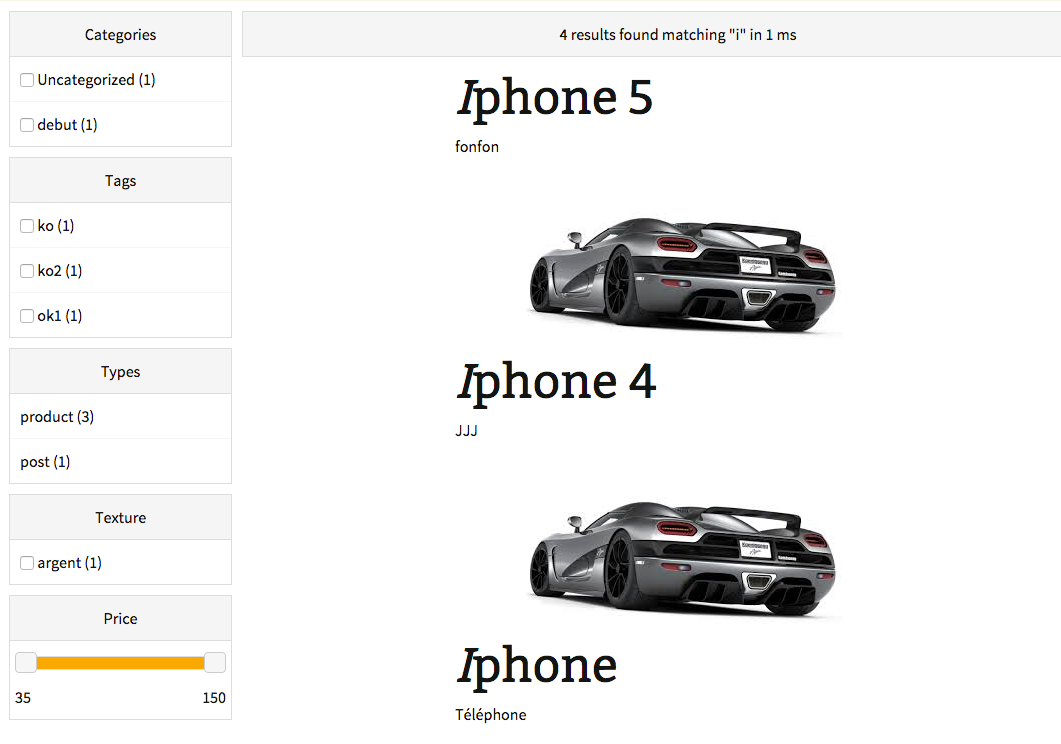 Categories
Uncategorized (1)
debut (1)
Tags
ko (1)
ko2 (1)
ok1 (1)
Types
product (3)
post (1)
Texture
argent (1)
Price
35 150
4 results found matching "i" in 1 ms
Iphone 5
fonfon
Iphone 4
JJJ
Iphone
Téléphone